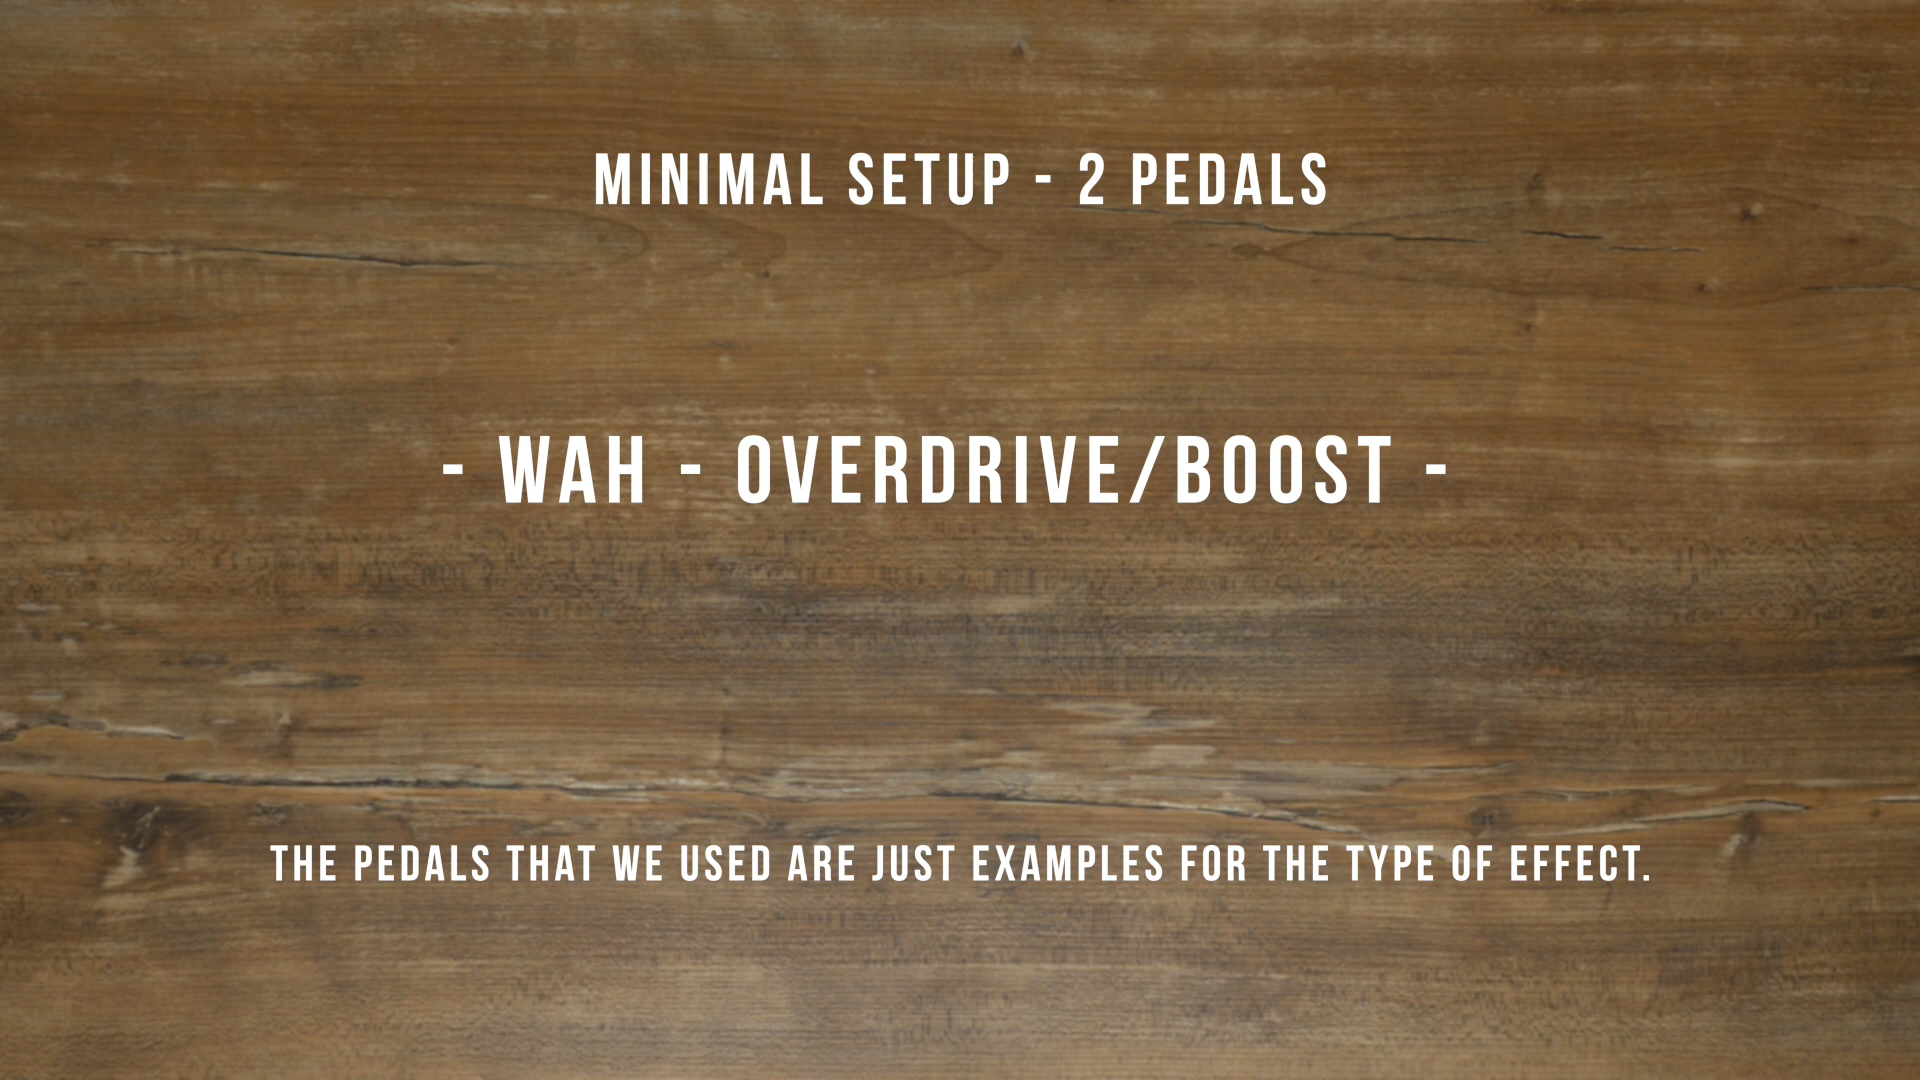 MINIMAL SETUP - 2 PEDALS
- WAH - OVERDRIVE/BOOST -
THE PEDALS THAT WE USED ARE JUST EXAMPLES FOR THE TYPE OF EFFECT.